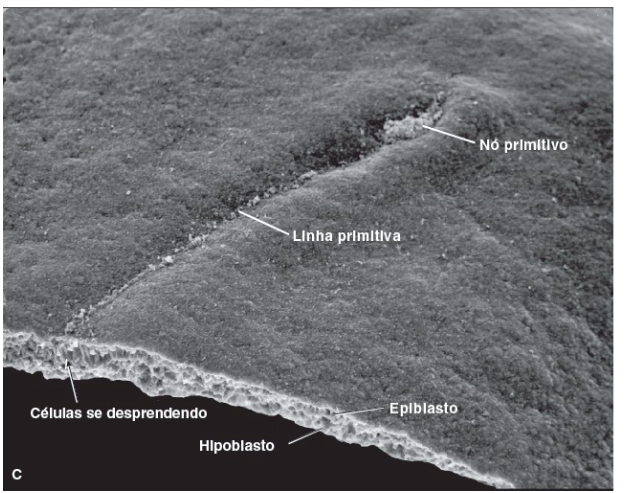 Nó primitivo
Linha primitiva
Células se desprendendo
Epiblasto
Hipoblasto
C